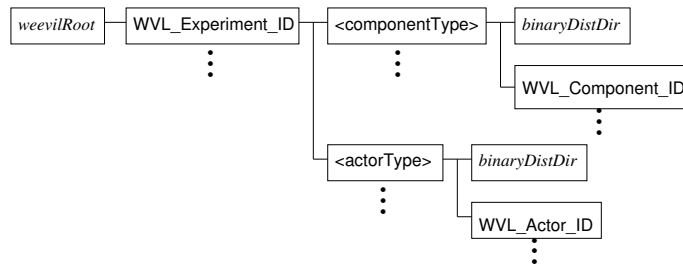 weevilRoot
WVL_Experiment_ID
<componentType>
binaryDistDir
WVL_Component_ID
<actorType>
binaryDistDir
WVL_Actor_ID